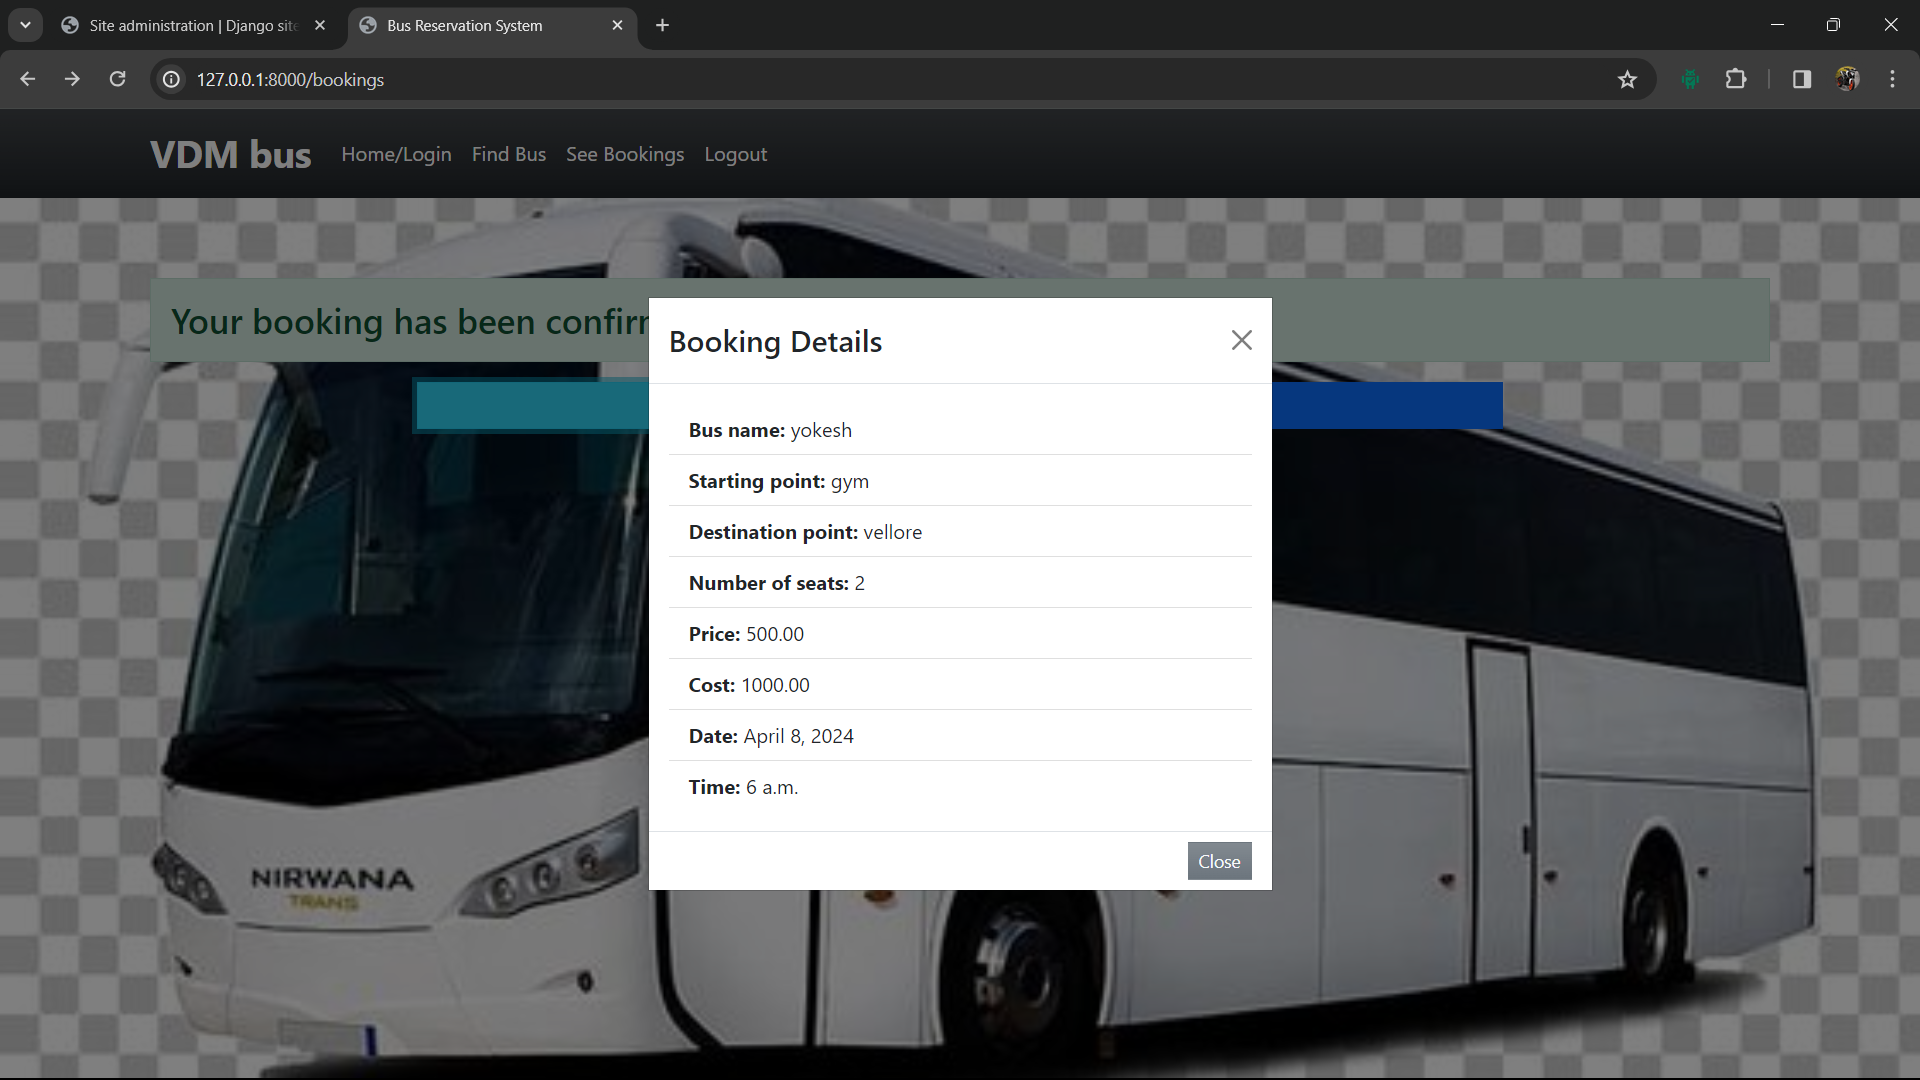 Site administration | Django site
Bus Reservation System
127.0.0.1:8000/bookings
VDM bus
Home/Login
Find Bus
See Bookings
Logout
Your booking has been
Booking Details
Bus name: yokesh
Starting point: gym
Destination point: vellore
Number of seats: 2
Price: 500.00
Cost: 1000.00
Date: April 8, 2024
Time: 6 a.m.
Close
NIRWANA
TRANS